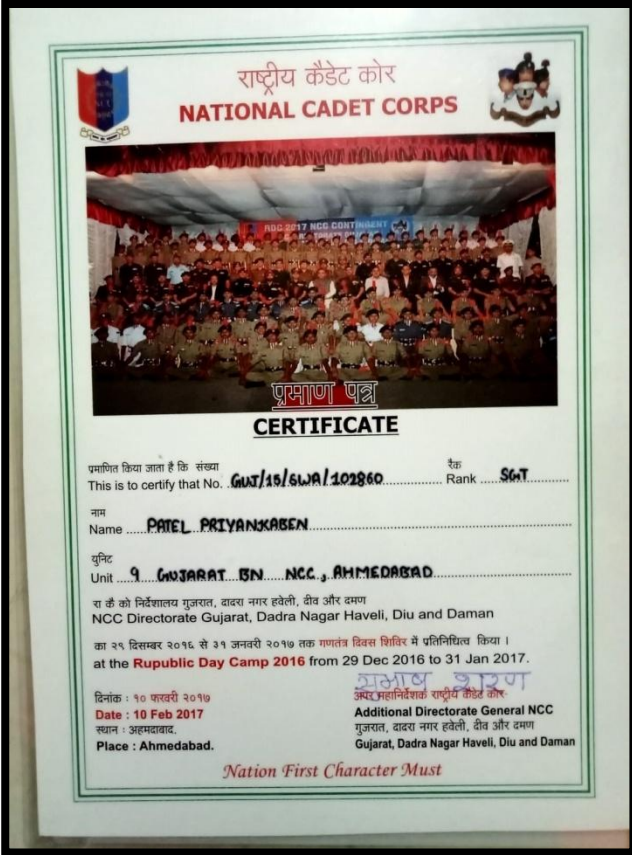 राष्ट्रीय कैडेट कोर
NATIONAL CADET CORPS
RDC 2017 NCC CONTINGENT
प्रमाण पत्र
CERTIFICATE
प्रमाणित किया जाता है कि संख्या रैंक
This is to certify that No. GUJ/15/SWA/102860 Rank SGT
नाम
Name PATEL PRIYANKABEN
युनिट
Unit 9 GUJARAT BN NCC, AHMEDABAD
रा कै को निर्देशालय गुजरात, दादरा नगर हवेली, दीव और दमण
NCC Directorate Gujarat, Dadra Nagar Haveli, Diu and Daman
का २९ दिसम्बर २०१६ से ३१ जनवरी २०१७ तक गणतंत्र दिवस शिविर में प्रतिनिधित्व किया ।
at the Rupublic Day Camp 2016 from 29 Dec 2016 to 31 Jan 2017.
दिनांक : १० फरवरी २०१७
Date : 10 Feb 2017
स्थान : अहमदाबाद.
Place : Ahmedabad.
सुभाष शरण
अपर महानिर्देशक राष्ट्रीय कैडेट कोर
Additional Directorate General NCC
गुजरात, दादरा नगर हवेली, दीव और दमण
Gujarat, Dadra Nagar Haveli, Diu and Daman
Nation First Character Must